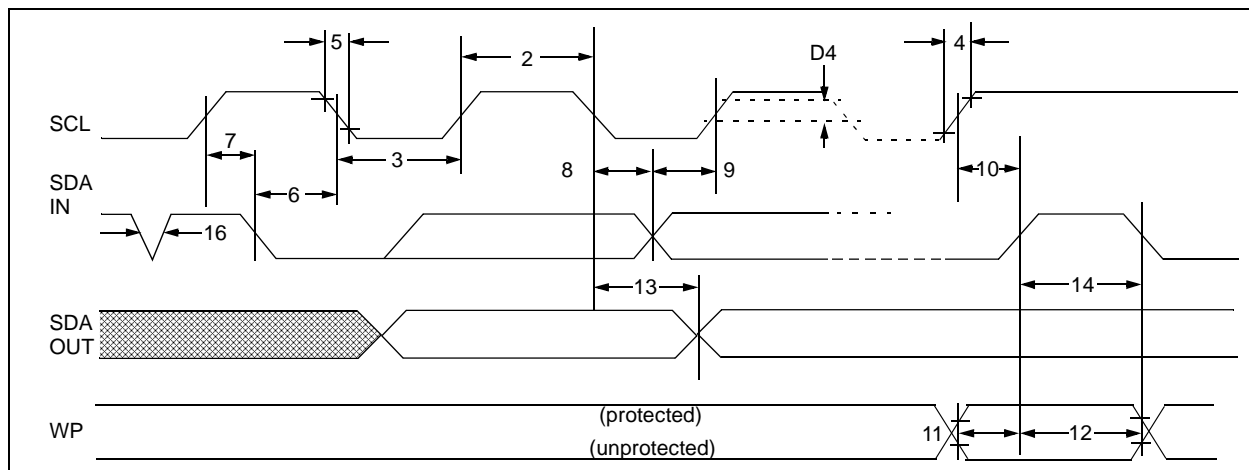 5
2
D4
4
SCL
7
3
8
9
10
SDA
IN
6
16
13
14
SDA
OUT
(protected)
WP
11
12
(unprotected)